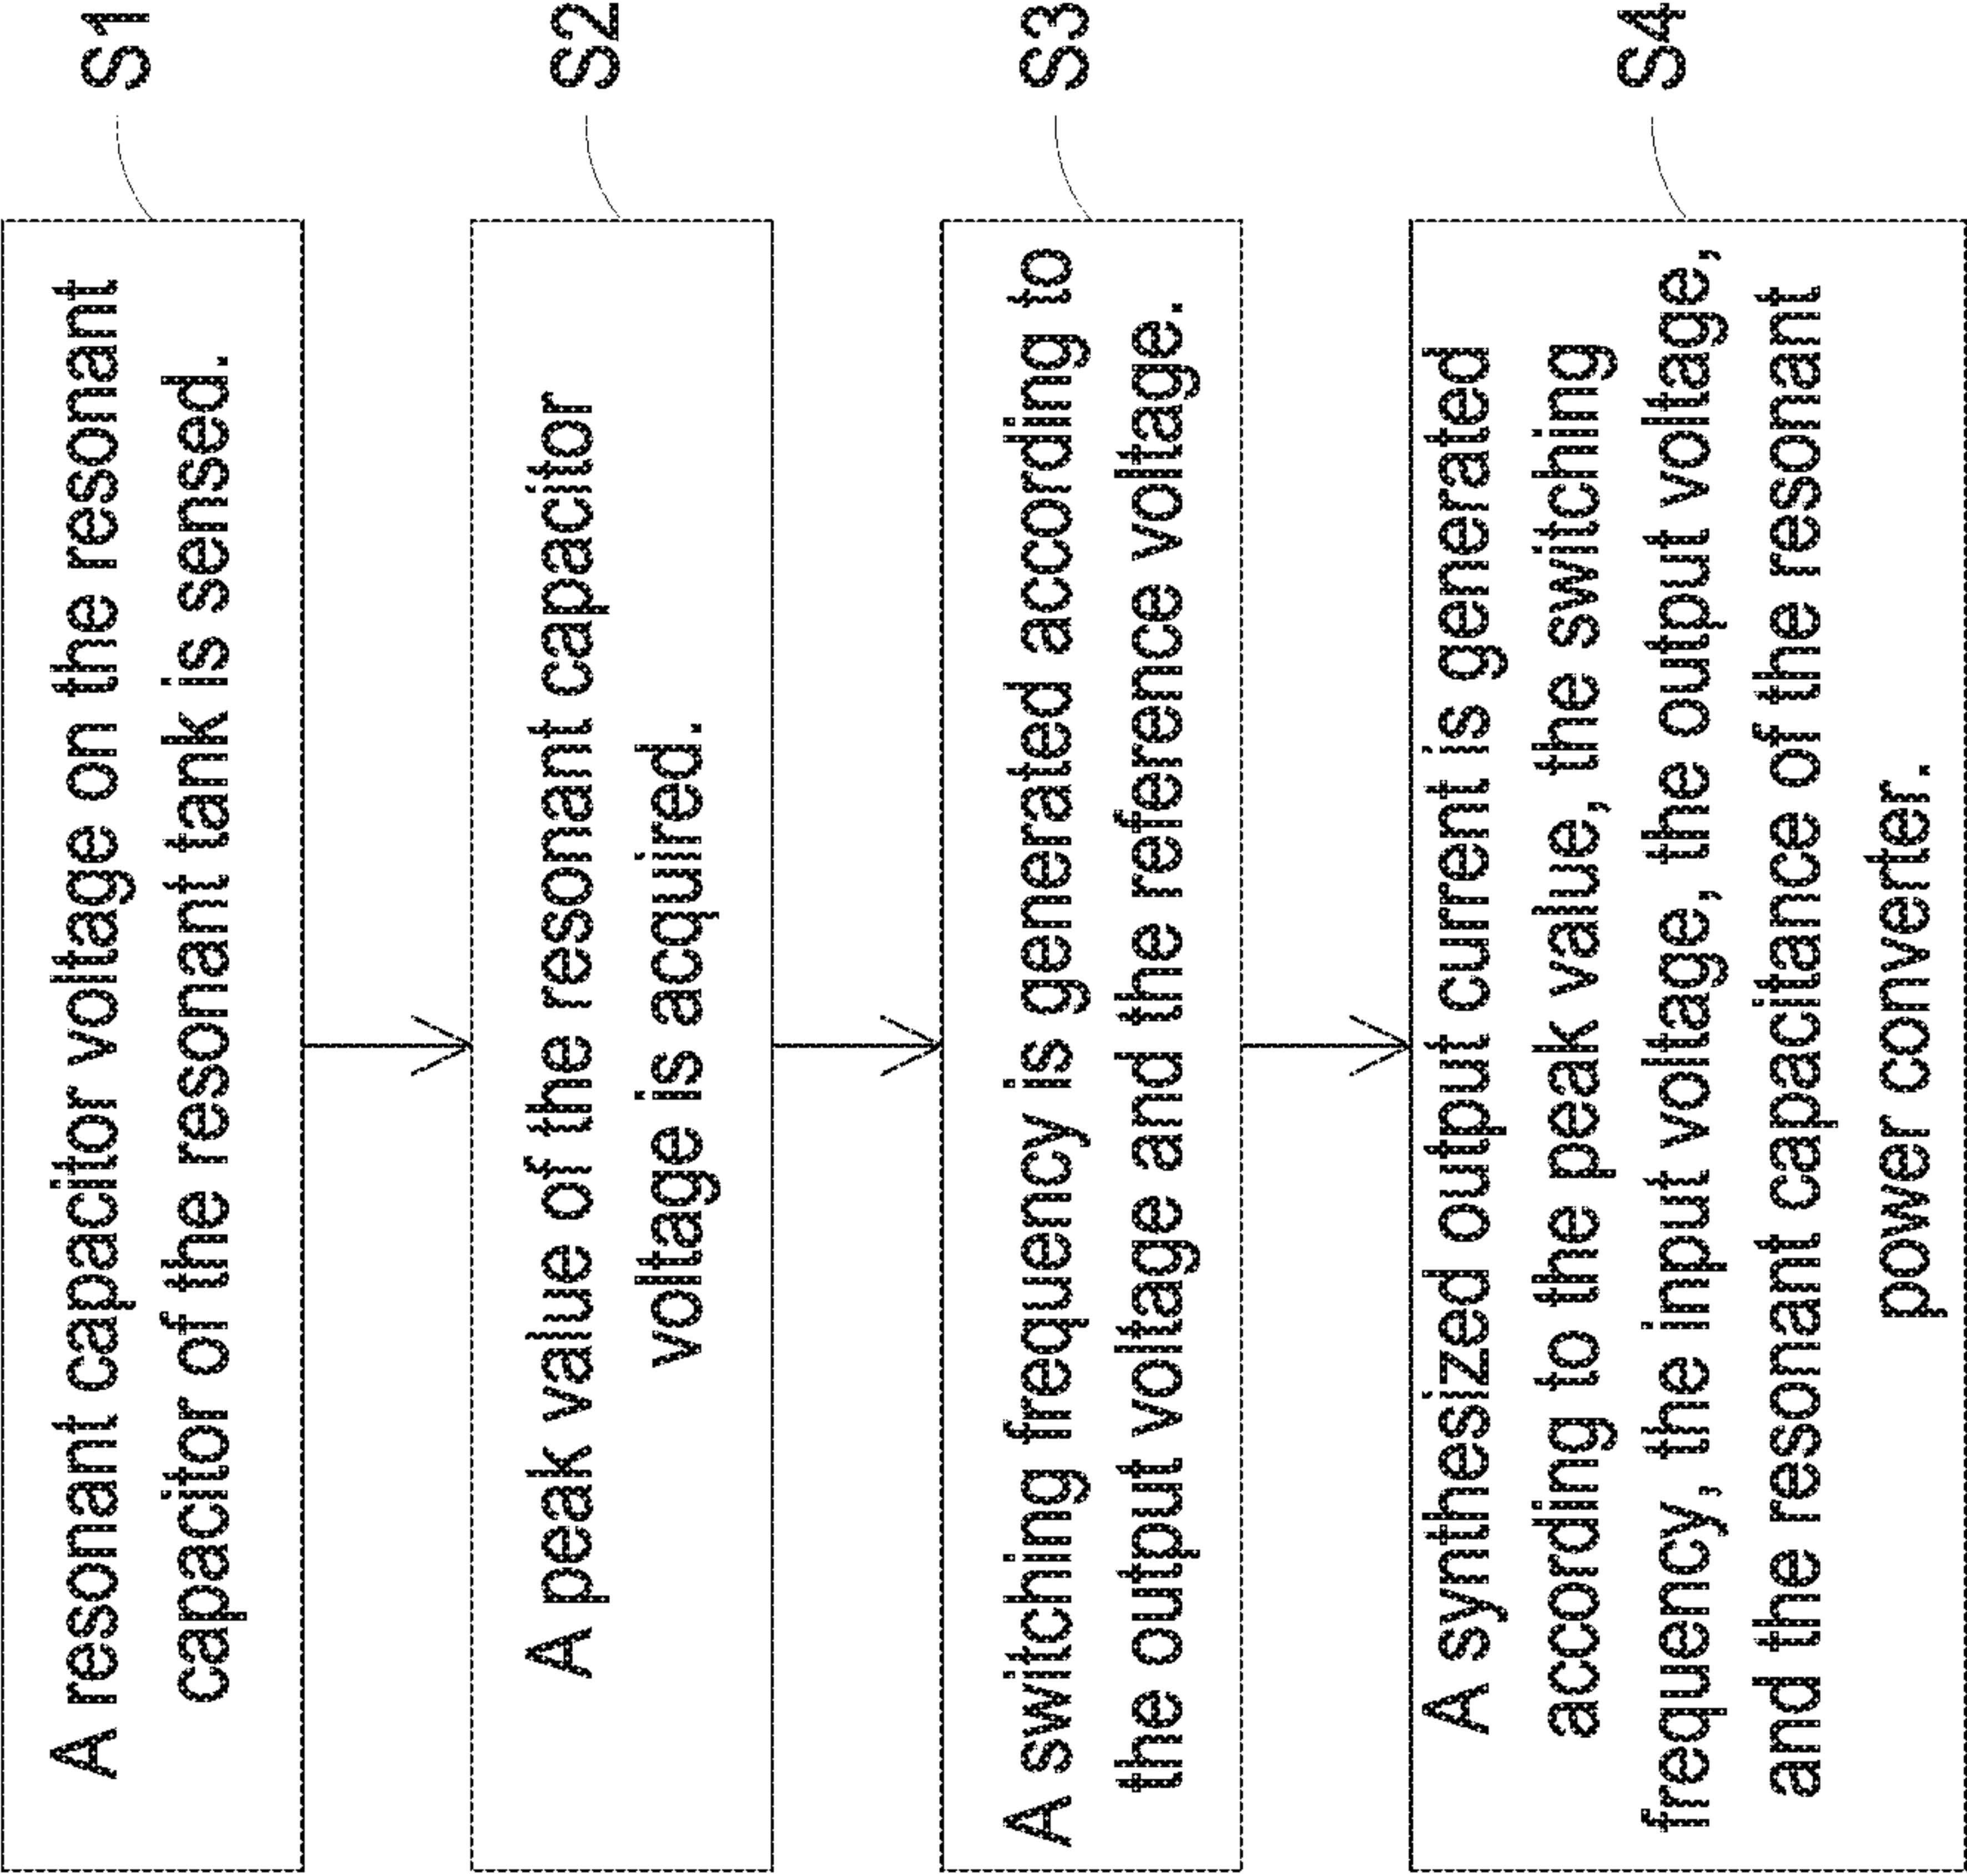 S1
A resonant capacitor voltage on the resonant
capacitor of the resonant tank is sensed.
S2
A peak value of the resonant capacitor
voltage is acquired.
S3
A switching frequency is generated according to
the output voltage and the reference voltage.
S4
A synthesized output current is generated
according to the peak value, the switching
frequency, the input voltage, the output voltage,
and the resonant capacitance of the resonant
power converter.